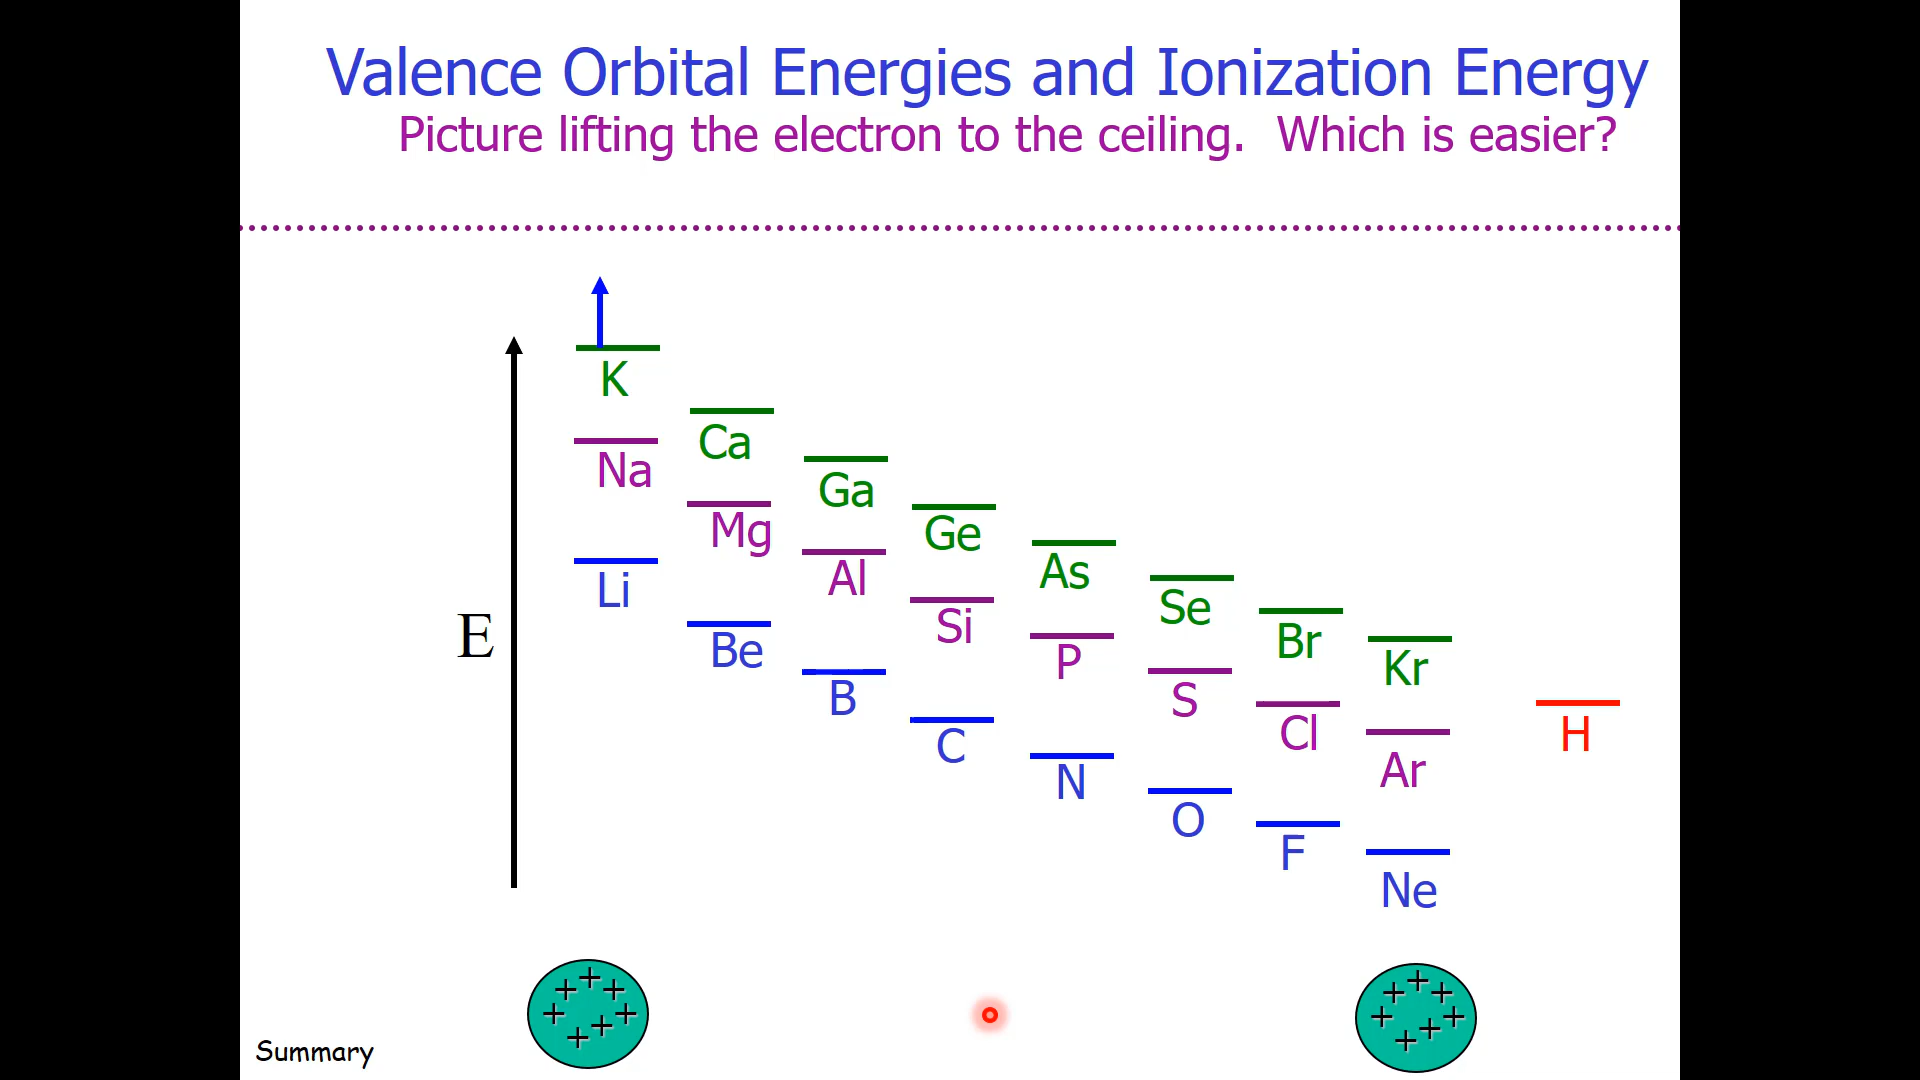 Valence Orbital Energies and Ionization Energy
Picture lifting the electron to the ceiling. Which is easier?
K
Ca
Na
Ga
Mg
Ge
As
Al
Li
Se
Si
E
Br
Be
P
Kr
B
S
Cl
H
C
Ar
N
O
F
Ne
+ + + + + + +
+ + + + + + +
Summary